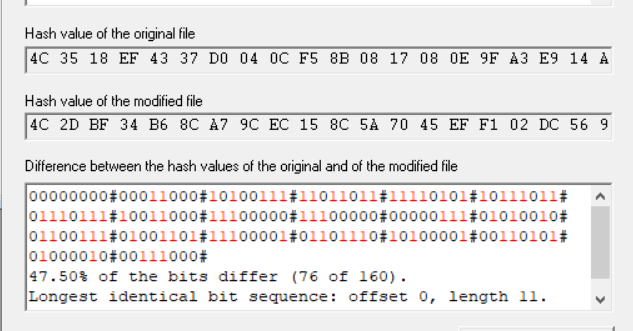 Hash value of the original file
4C 35 18 EF 43 37 D0 04 0C F5 8B 08 17 08 0E 9F A3 E9 14 A
Hash value of the modified file
4C 2D BF 34 B6 8C A7 9C EC 15 8C 5A 70 45 EF F1 02 DC 56 9
Difference between the hash values of the original and of the modified file
00000000#00011000#10100111#11011011#11110101#10111011#
01110111#10011000#11100000#11100000#00000111#01010010#
01100111#01001101#11100001#01101110#10100001#00110101#
01000010#00111000#
47.50% of the bits differ (76 of 160).
Longest identical bit sequence: offset 0, length 11.